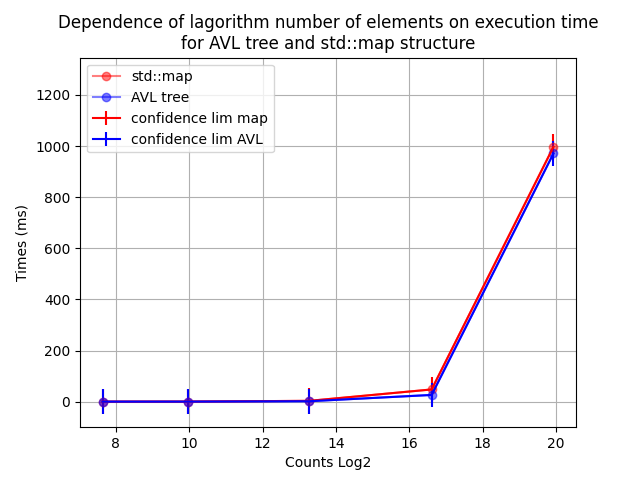 Dependence of lagorithm number of elements on execution time
for AVL tree and std::map structure
std::map
AVL tree
confidence lim map
confidence lim AVL
Times (ms)
1200
1000
800
600
400
200
0
8 10 12 14 16 18 20
Counts Log2